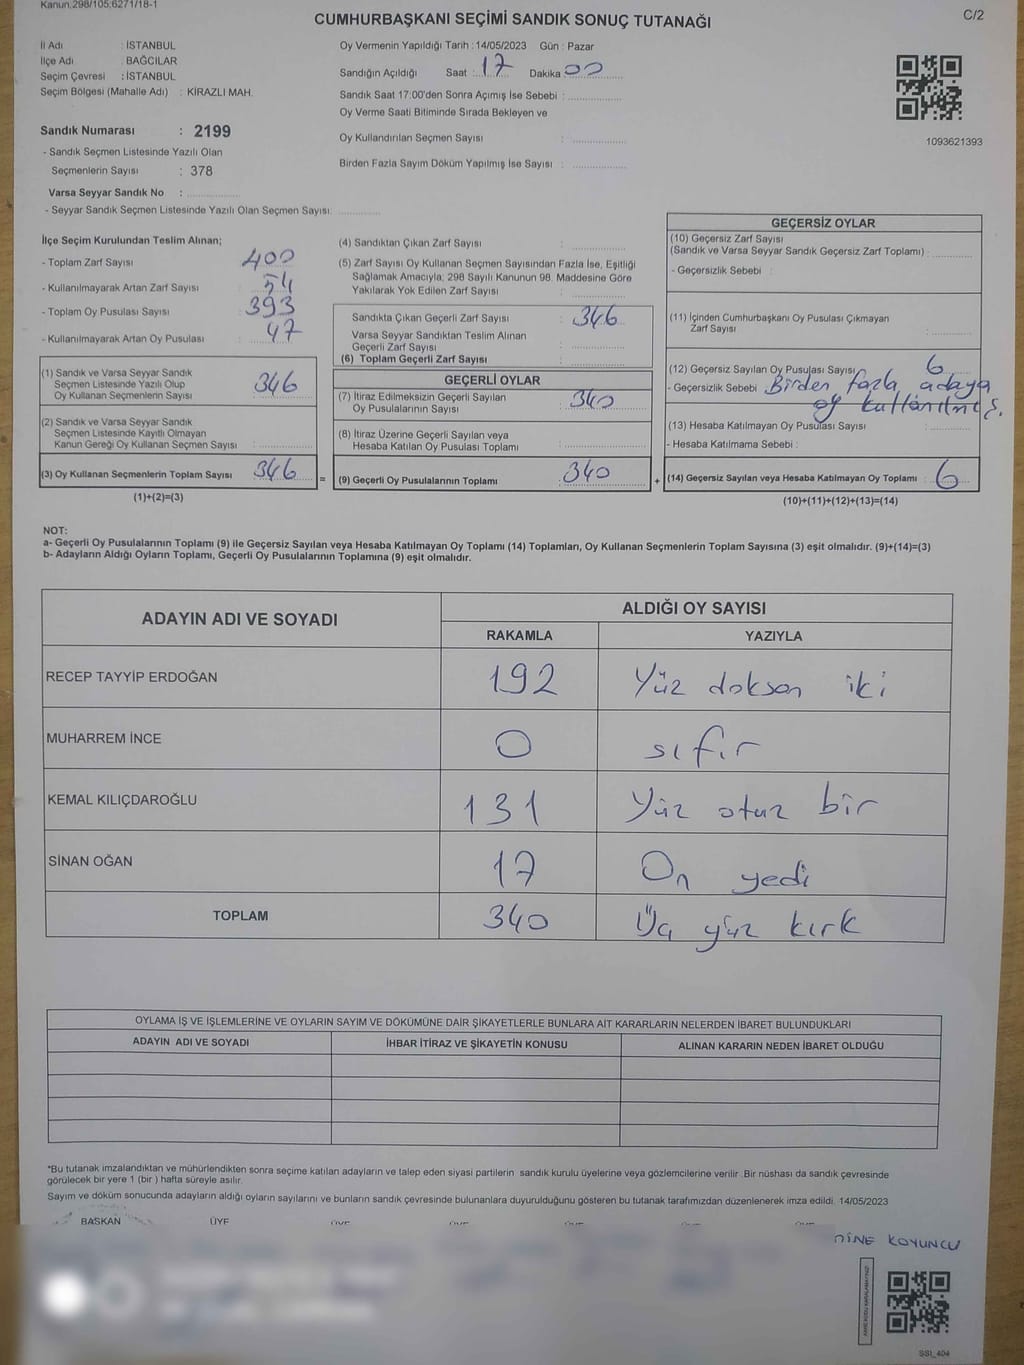 Kanun:298/105,6271/18-1
C/2
CUMHURBAŞKANI SEÇİMİ SANDIK SONUÇ TUTANAĞI
İl Adı : İSTANBUL
İlçe Adı : BAĞCILAR
Seçim Çevresi : İSTANBUL
Seçim Bölgesi (Mahalle Adı) : KİRAZLI MAH.
Sandık Numarası : 2199
- Sandık Seçmen Listesinde Yazılı Olan
Seçmenlerin Sayısı : 378
Varsa Seyyar Sandık No :
- Seyyar Sandık Seçmen Listesinde Yazılı Olan Seçmen Sayısı:
Oy Vermenin Yapıldığı Tarih : 14/05/2023 Gün : Pazar
Sandığın Açıldığı Saat : 17 Dakika : 00
Sandık Saat 17:00'den Sonra Açımış İse Sebebi :
Oy Verme Saati Bitiminde Sırada Bekleyen ve
Oy Kullandırılan Seçmen Sayısı :
Birden Fazla Sayım Döküm Yapılmış İse Sayısı :
1093621393
İlçe Seçim Kurulundan Teslim Alınan;
- Toplam Zarf Sayısı : 400
- Kullanılmayarak Artan Zarf Sayısı : 54
- Toplam Oy Pusulası Sayısı : 393
- Kullanılmayarak Artan Oy Pusulası : 47
(1) Sandık ve Varsa Seyyar Sandık
Seçmen Listesinde Yazılı Olup
Oy Kullanan Seçmenlerin Sayısı : 346
(2) Sandık ve Varsa Seyyar Sandık
Seçmen Listesinde Kayıtlı Olmayan
Kanun Gereği Oy Kullanan Seçmen Sayısı :
(3) Oy Kullanan Seçmenlerin Toplam Sayısı : 346
(1)+(2)=(3)
=
(4) Sandıktan Çıkan Zarf Sayısı :
(5) Zarf Sayısı Oy Kullanan Seçmen Sayısından Fazla İse, Eşitliği
Sağlamak Amacıyla; 298 Sayılı Kanunun 98. Maddesine Göre
Yakılarak Yok Edilen Zarf Sayısı :
Sandıkta Çıkan Geçerli Zarf Sayısı : 346
Varsa Seyyar Sandıktan Teslim Alınan
Geçerli Zarf Sayısı :
(6) Toplam Geçerli Zarf Sayısı :
GEÇERLİ OYLAR
(7) İtiraz Edilmeksizin Geçerli Sayılan
Oy Pusulalarının Sayısı : 340
(8) İtiraz Üzerine Geçerli Sayılan veya
Hesaba Katılan Oy Pusulası Toplamı :
(9) Geçerli Oy Pusulalarının Toplamı : 340
+
GEÇERSİZ OYLAR
(10) Geçersiz Zarf Sayısı
(Sandık ve Varsa Seyyar Sandık Geçersiz Zarf Toplamı) :
- Geçersizlik Sebebi :
(11) İçinden Cumhurbaşkanı Oy Pusulası Çıkmayan
Zarf Sayısı :
(12) Geçersiz Sayılan Oy Pusulası Sayısı : 6
- Geçersizlik Sebebi : Birden fazla adaya
oy kullanılmış.
(13) Hesaba Katılmayan Oy Pusulası Sayısı :
- Hesaba Katılmama Sebebi :
(14) Geçersiz Sayılan veya Hesaba Katılmayan Oy Toplamı : 6
(10)+(11)+(12)+(13)=(14)
NOT:
a- Geçerli Oy Pusulalarının Toplamı (9) ile Geçersiz Sayılan veya Hesaba Katılmayan Oy Toplamı (14) Toplamları, Oy Kullanan Seçmenlerin Toplam Sayısına (3) eşit olmalıdır. (9)+(14)=(3)
b- Adayların Aldığı Oyların Toplamı, Geçerli Oy Pusulalarının Toplamına (9) eşit olmalıdır.
ADAYIN ADI VE SOYADI
ALDIĞI OY SAYISI
RAKAMLA YAZIYLA
RECEP TAYYİP ERDOĞAN 192 Yüz doksan iki
MUHARREM İNCE 0 sıfır
KEMAL KILIÇDAROĞLU 131 Yüz otuz bir
SİNAN OĞAN 17 On yedi
TOPLAM 340 Üç yüz kırk
OYLAMA İŞ VE İŞLEMLERİNE VE OYLARIN SAYIM VE DÖKÜMÜNE DAİR ŞİKAYETLERLE BUNLARA AİT KARARLARIN NELERDEN İBARET BULUNDUKLARI
ADAYIN ADI VE SOYADI İHBAR İTİRAZ VE ŞİKAYETİN KONUSU ALINAN KARARIN NEDEN İBARET OLDUĞU
*Bu tutanak imzalandıktan ve mühürlendikten sonra seçime katılan adayların ve talep eden siyasi partilerin sandık kurulu üyelerine veya gözlemcilerine verilir .Bir nüshası da sandık çevresinde
görülecek bir yere 1 (bir ) hafta süreyle asılır.
Sayım ve döküm sonucunda adayların aldığı oyların sayılarını ve bunların sandık çevresinde bulunanlara duyurulduğunu gösteren bu tutanak tarafımızdan düzenlenerek imza edildi. 14/05/2023
BAŞKAN ÜYE
MİNE KOYUNCU
SSI_404